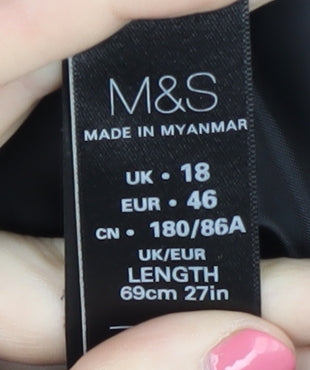 M&S
MADE IN MYANMAR
UK • 18
EUR • 46
CN • 180/86A
UK/EUR
LENGTH
69cm 27in